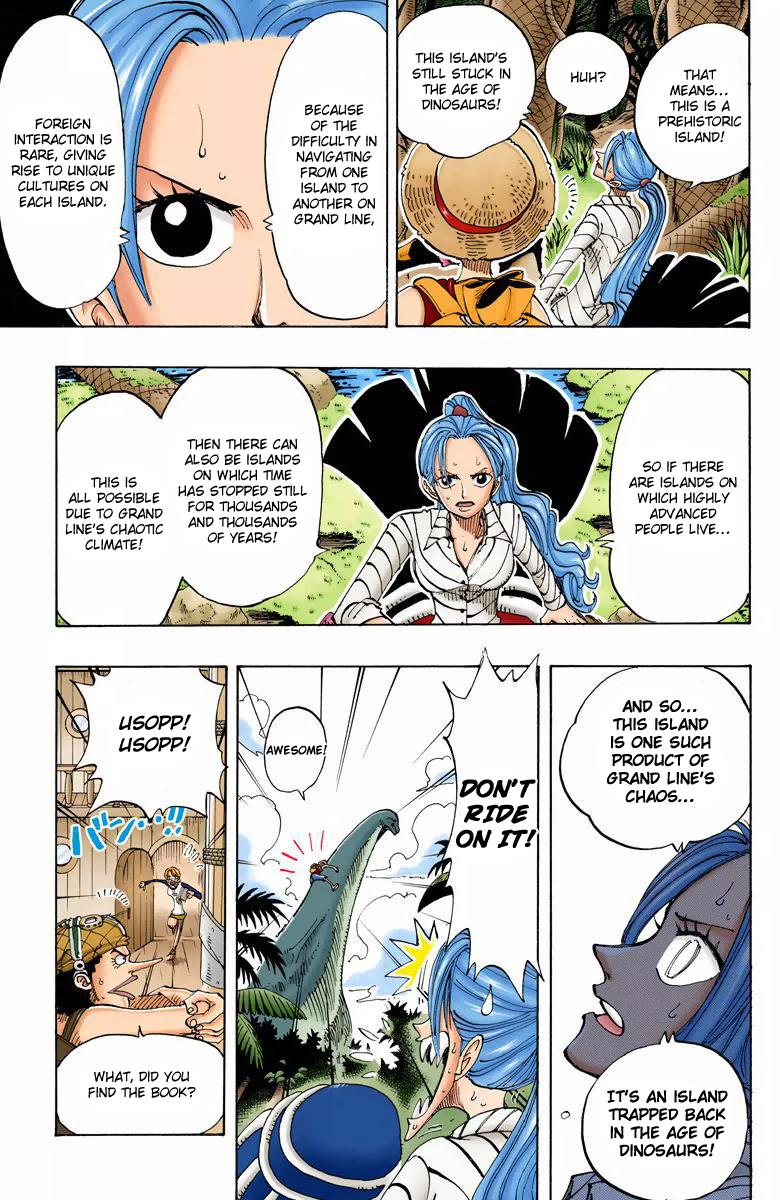 THAT
MEANS...
THIS IS A
PREHISTORIC
ISLAND!
HUH?
THIS ISLAND'S
STILL STUCK IN
THE AGE OF
DINOSAURS!
BECAUSE
OF THE
DIFFICULTY IN
NAVIGATING
FROM ONE
ISLAND TO
ANOTHER ON
GRAND LINE,
FOREIGN
INTERACTION IS
RARE, GIVING
RISE TO UNIQUE
CULTURES ON
EACH ISLAND.
SO IF THERE
ARE ISLANDS ON
WHICH HIGHLY
ADVANCED
PEOPLE LIVE...
THEN THERE CAN
ALSO BE ISLANDS
ON WHICH TIME
HAS STOPPED STILL
FOR THOUSANDS
AND THOUSANDS
OF YEARS!
THIS IS
ALL POSSIBLE
DUE TO GRAND
LINE'S CHAOTIC
CLIMATE!
AND SO...
THIS ISLAND
IS ONE SUCH
PRODUCT OF
GRAND LINE'S
CHAOS...
IT'S AN ISLAND
TRAPPED BACK
IN THE AGE OF
DINOSAURS!
DON'T
RIDE
ON IT!
AWESOME!
USOPP!
USOPP!
バン・・!!
WHAT, DID YOU
FIND THE BOOK?